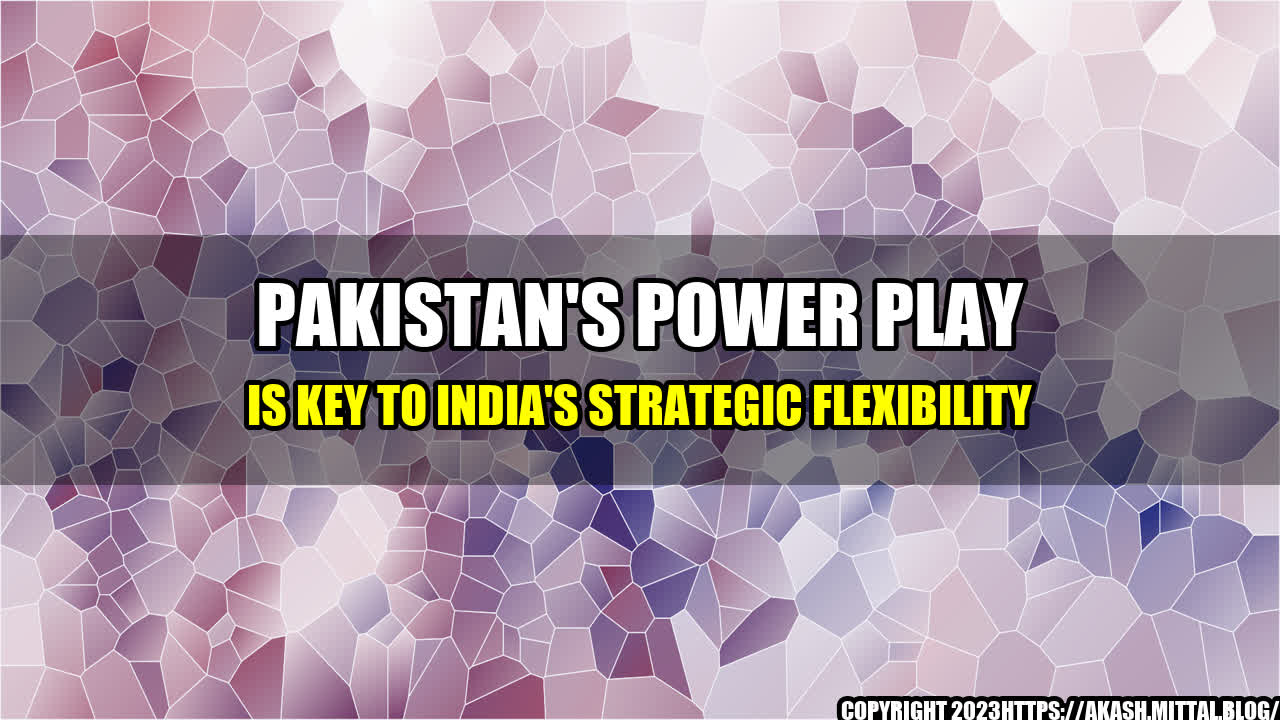 PAKISTAN'S POWER PLAY
IS KEY TO INDIA'S STRATEGIC FLEXIBILITY
COPYRIGHT 2023HTTPS://AKASH.MITTAL.BLOG/